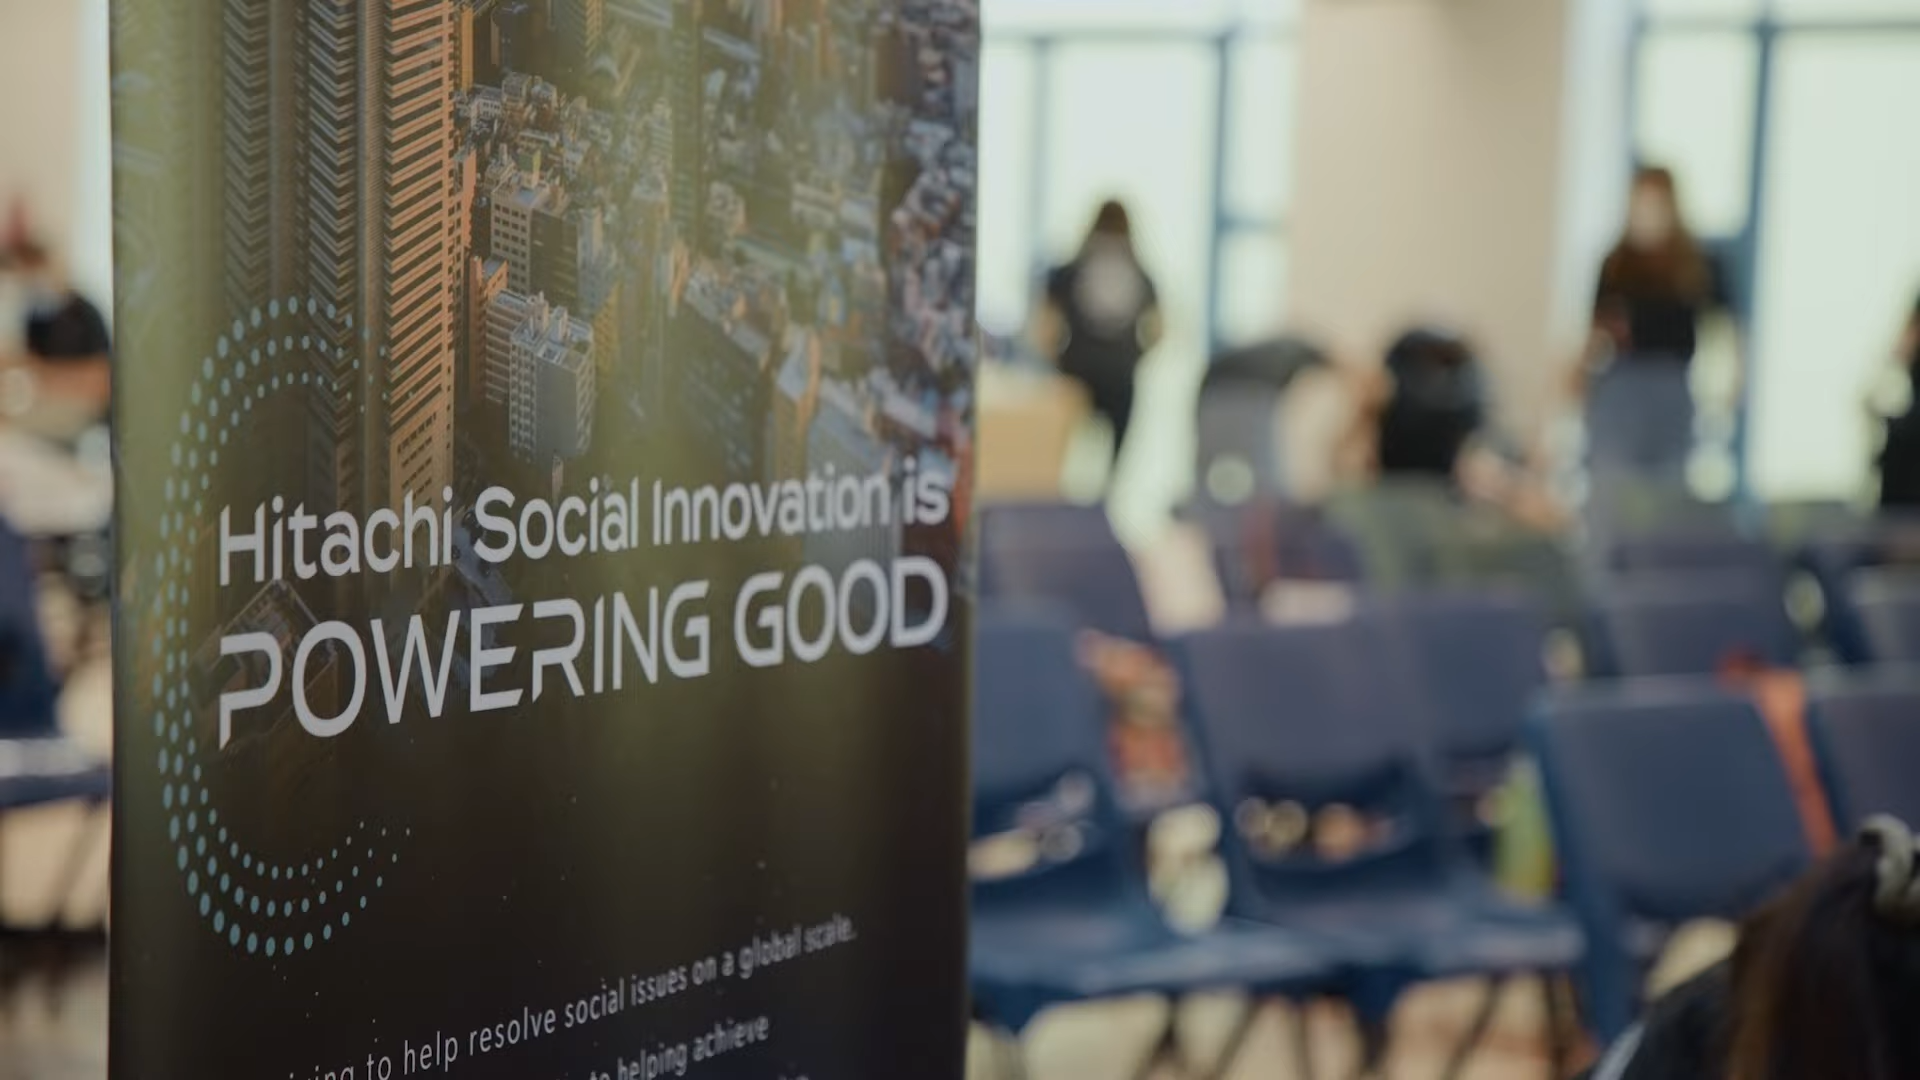 Hitachi Social Innovation is
POWERING GOOD
to help resolve social issues on a global scale.
to helping achieve